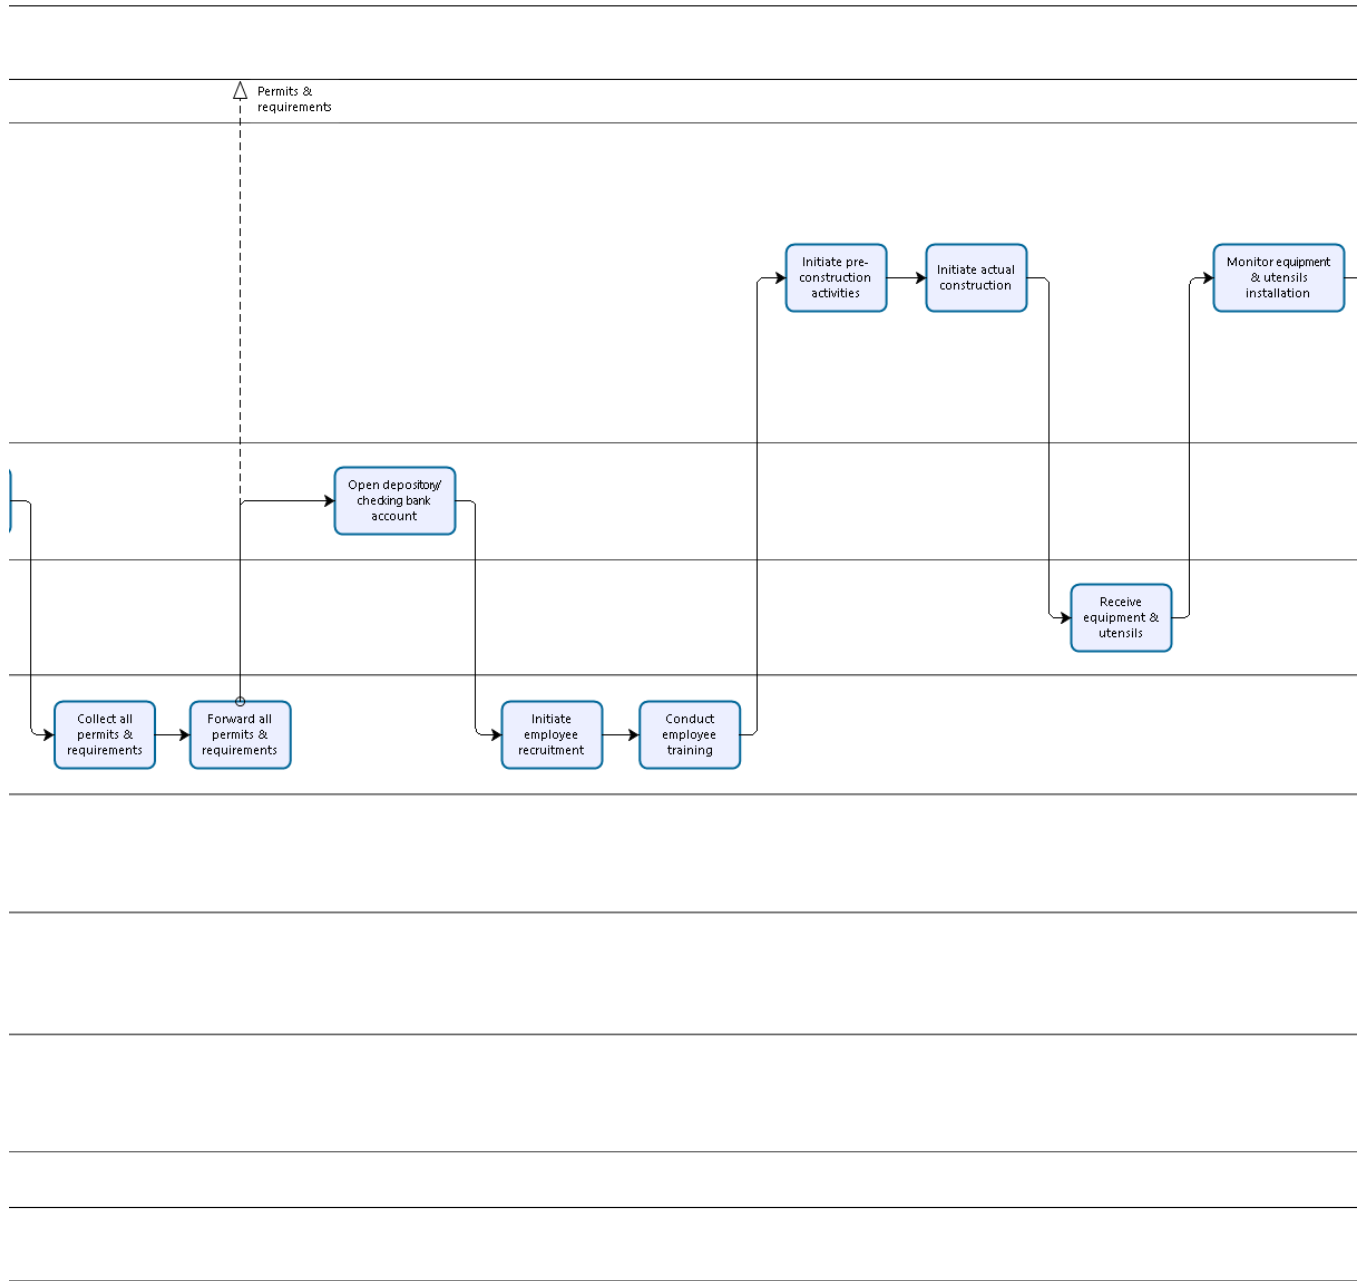 Permits &
requirements
Initiate pre-
construction
activities
Initiate actual
construction
Monitor equipment
& utensils
installation
Open depository/
checking bank
account
Receive
equipment &
utensils
Collect all
permits &
requirements
Forward all
permits &
requirements
Initiate
employee
recruitment
Conduct
employee
training